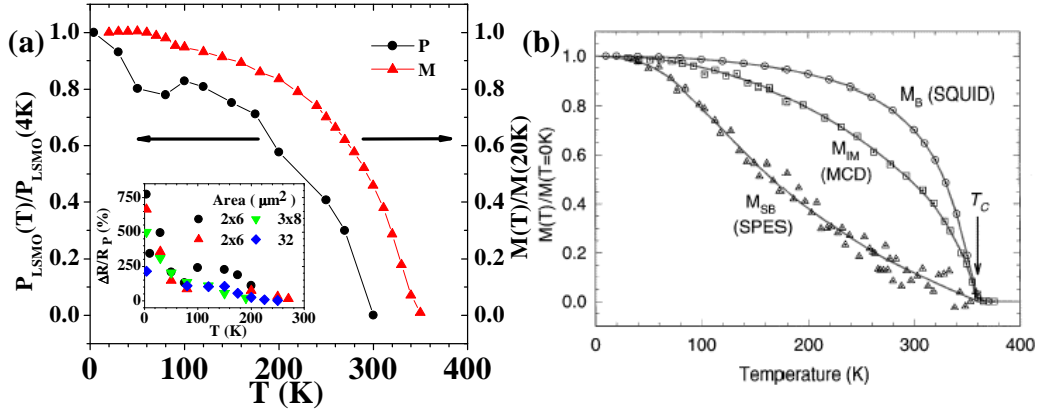 (a)
P
M
P_LSMO(T)/P_LSMO(4K)
1.0
0.8
0.6
0.4
0.2
0.0
M(T)/M(20K)
1.0
0.8
0.6
0.4
0.2
0.0
0 100 200 300 400
T (K)
Area (μm²)
2x6 3x8
2x6 32
ΔR/R_P (%)
750
500
250
0
0 50 100 150 200 250 300
T (K)
(b)
M(T)/M(T=0K)
1.0
0.8
0.6
0.4
0.2
0.0
M_B (SQUID)
M_IM
(MCD)
M_SB
(SPES)
T_C
0 100 200 300 400
Temperature (K)